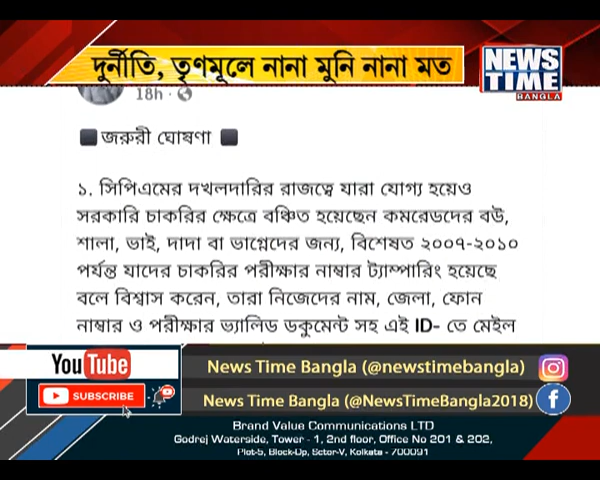 দুর্নীতি, তৃণমূলে নানা মুনি নানা মত
NEWS
TIME
BANGLA
18h ·
জরুরী ঘোষণা
১. সিপিএমের দখলদারির রাজত্বে যারা যোগ্য হয়েও
সরকারি চাকরির ক্ষেত্রে বঞ্চিত হয়েছেন কমরেডদের বউ,
শালা, ভাই, দাদা বা ভাগ্নেদের জন্য, বিশেষত ২০০৭-২০১০
পর্যন্ত যাদের চাকরির পরীক্ষার নাম্বার ট্যাম্পারিং হয়েছে
বলে বিশ্বাস করেন, তারা নিজেদের নাম, জেলা, ফোন
নাম্বার ও পরীক্ষার ভ্যালিড ডকুমেন্ট সহ এই ID- তে মেইল
YouTube
SUBSCRIBE
News Time Bangla (@newstimebangla)
News Time Bangla (@NewsTimeBangla2018)
Brand Value Communications LTD
Godrej Waterside, Tower - 1, 2nd floor, Office No 201 & 202,
Plot-5, Block-Dp, Sctor-V, Kolkata - 700091